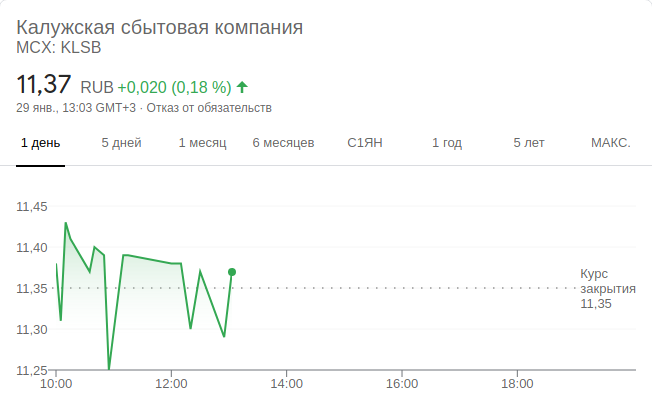 Калужская сбытовая компания
MCX: KLSB
11,37 RUB +0,020 (0,18 %)
29 янв., 13:03 GMT+3 · Отказ от обязательств
1 день 5 дней 1 месяц 6 месяцев С1ЯН 1 год 5 лет МАКС.
11,45
11,40
11,35
11,30
11,25
Курс
закрытия
11,35
10:00 12:00 14:00 16:00 18:00